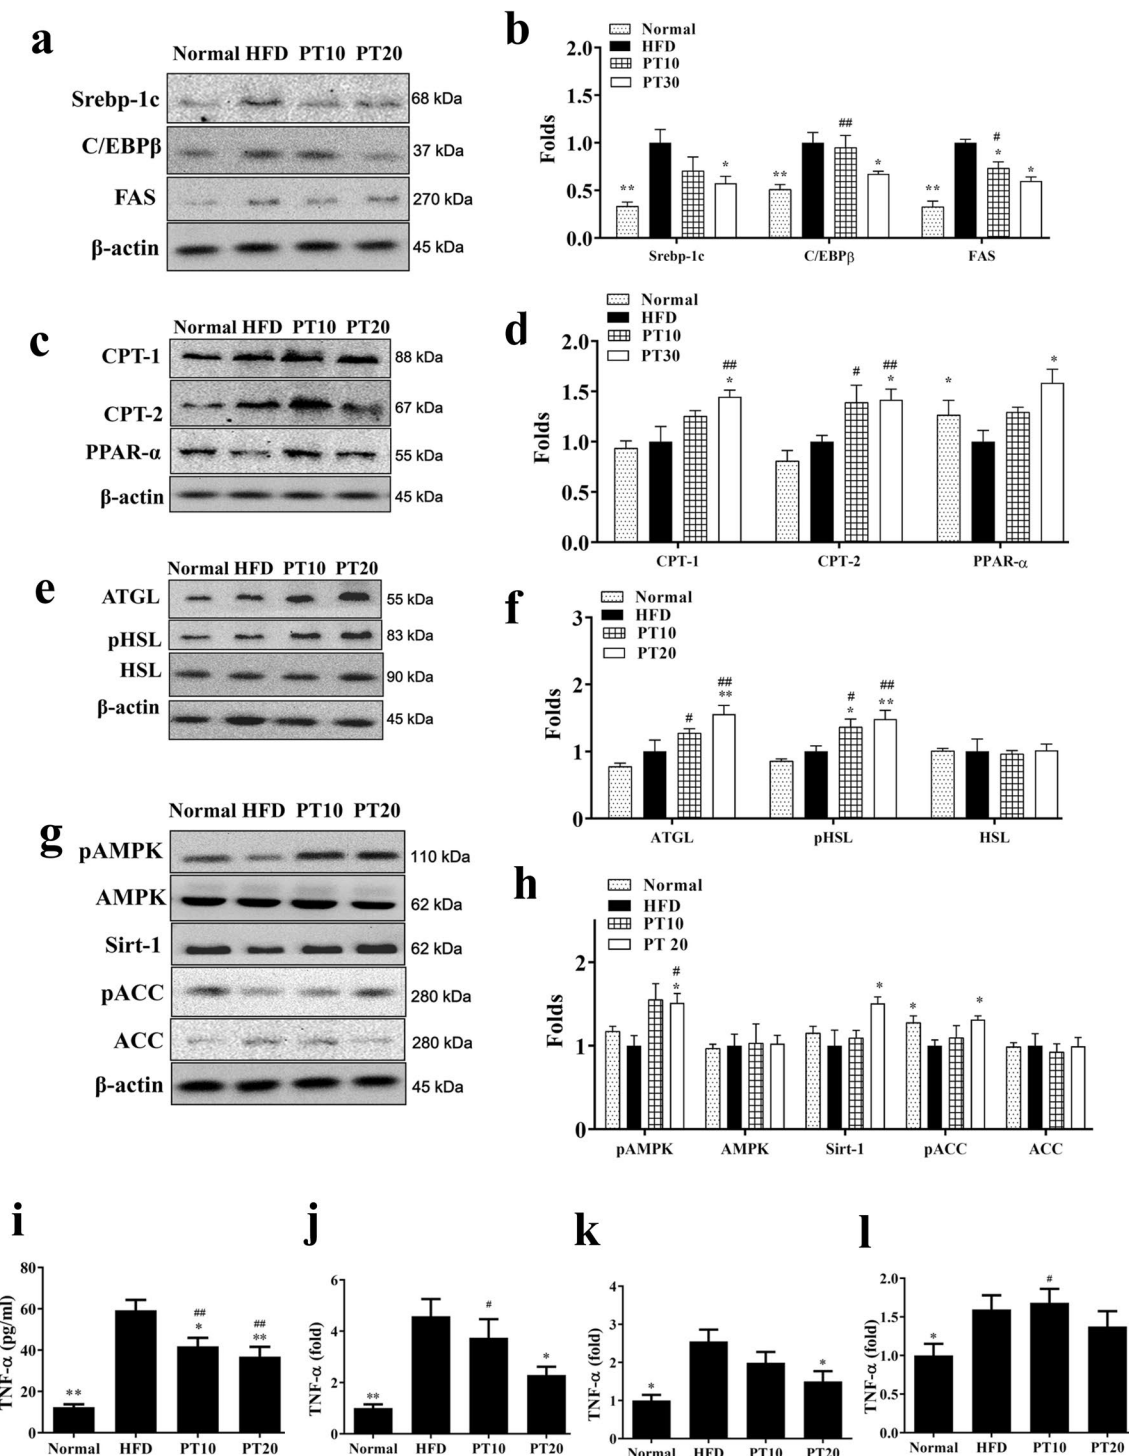 a
Normal HFD PT10 PT20
Srebp-1c 68 kDa
C/EBPβ 37 kDa
FAS 270 kDa
β-actin 45 kDa
b
Normal
HFD
PT10
PT30
Folds
2.0
1.5
1.0
0.5
0.0
** * ** ## * ** # * *
Srebp-1c C/EBPβ FAS
c
Normal HFD PT10 PT20
CPT-1 88 kDa
CPT-2 67 kDa
PPAR-α 55 kDa
β-actin 45 kDa
d
Normal
HFD
PT10
PT30
Folds
2.0
1.5
1.0
0.5
0.0
## * # ## * * *
CPT-1 CPT-2 PPAR-α
e
Normal HFD PT10 PT20
ATGL 55 kDa
pHSL 83 kDa
HSL 90 kDa
β-actin 45 kDa
f
Normal
HFD
PT10
PT20
Folds
3
2
1
0
# ## ** # * ## **
ATGL pHSL HSL
g
Normal HFD PT10 PT20
pAMPK 110 kDa
AMPK 62 kDa
Sirt-1 62 kDa
pACC 280 kDa
ACC 280 kDa
β-actin 45 kDa
h
Normal
HFD
PT10
PT 20
Folds
2
1
0
# * * * *
pAMPK AMPK Sirt-1 pACC ACC
i
TNF-α (pg/ml)
80
60
40
20
0
** ## * ## **
Normal HFD PT10 PT20
j
TNF-α (fold)
6
4
2
0
** # *
Normal HFD PT10 PT20
k
TNF-α (fold)
4
3
2
1
0
* *
Normal HFD PT10 PT20
l
TNF-α (fold)
2.0
1.5
1.0
0.5
0.0
* #
Normal HFD PT10 PT20